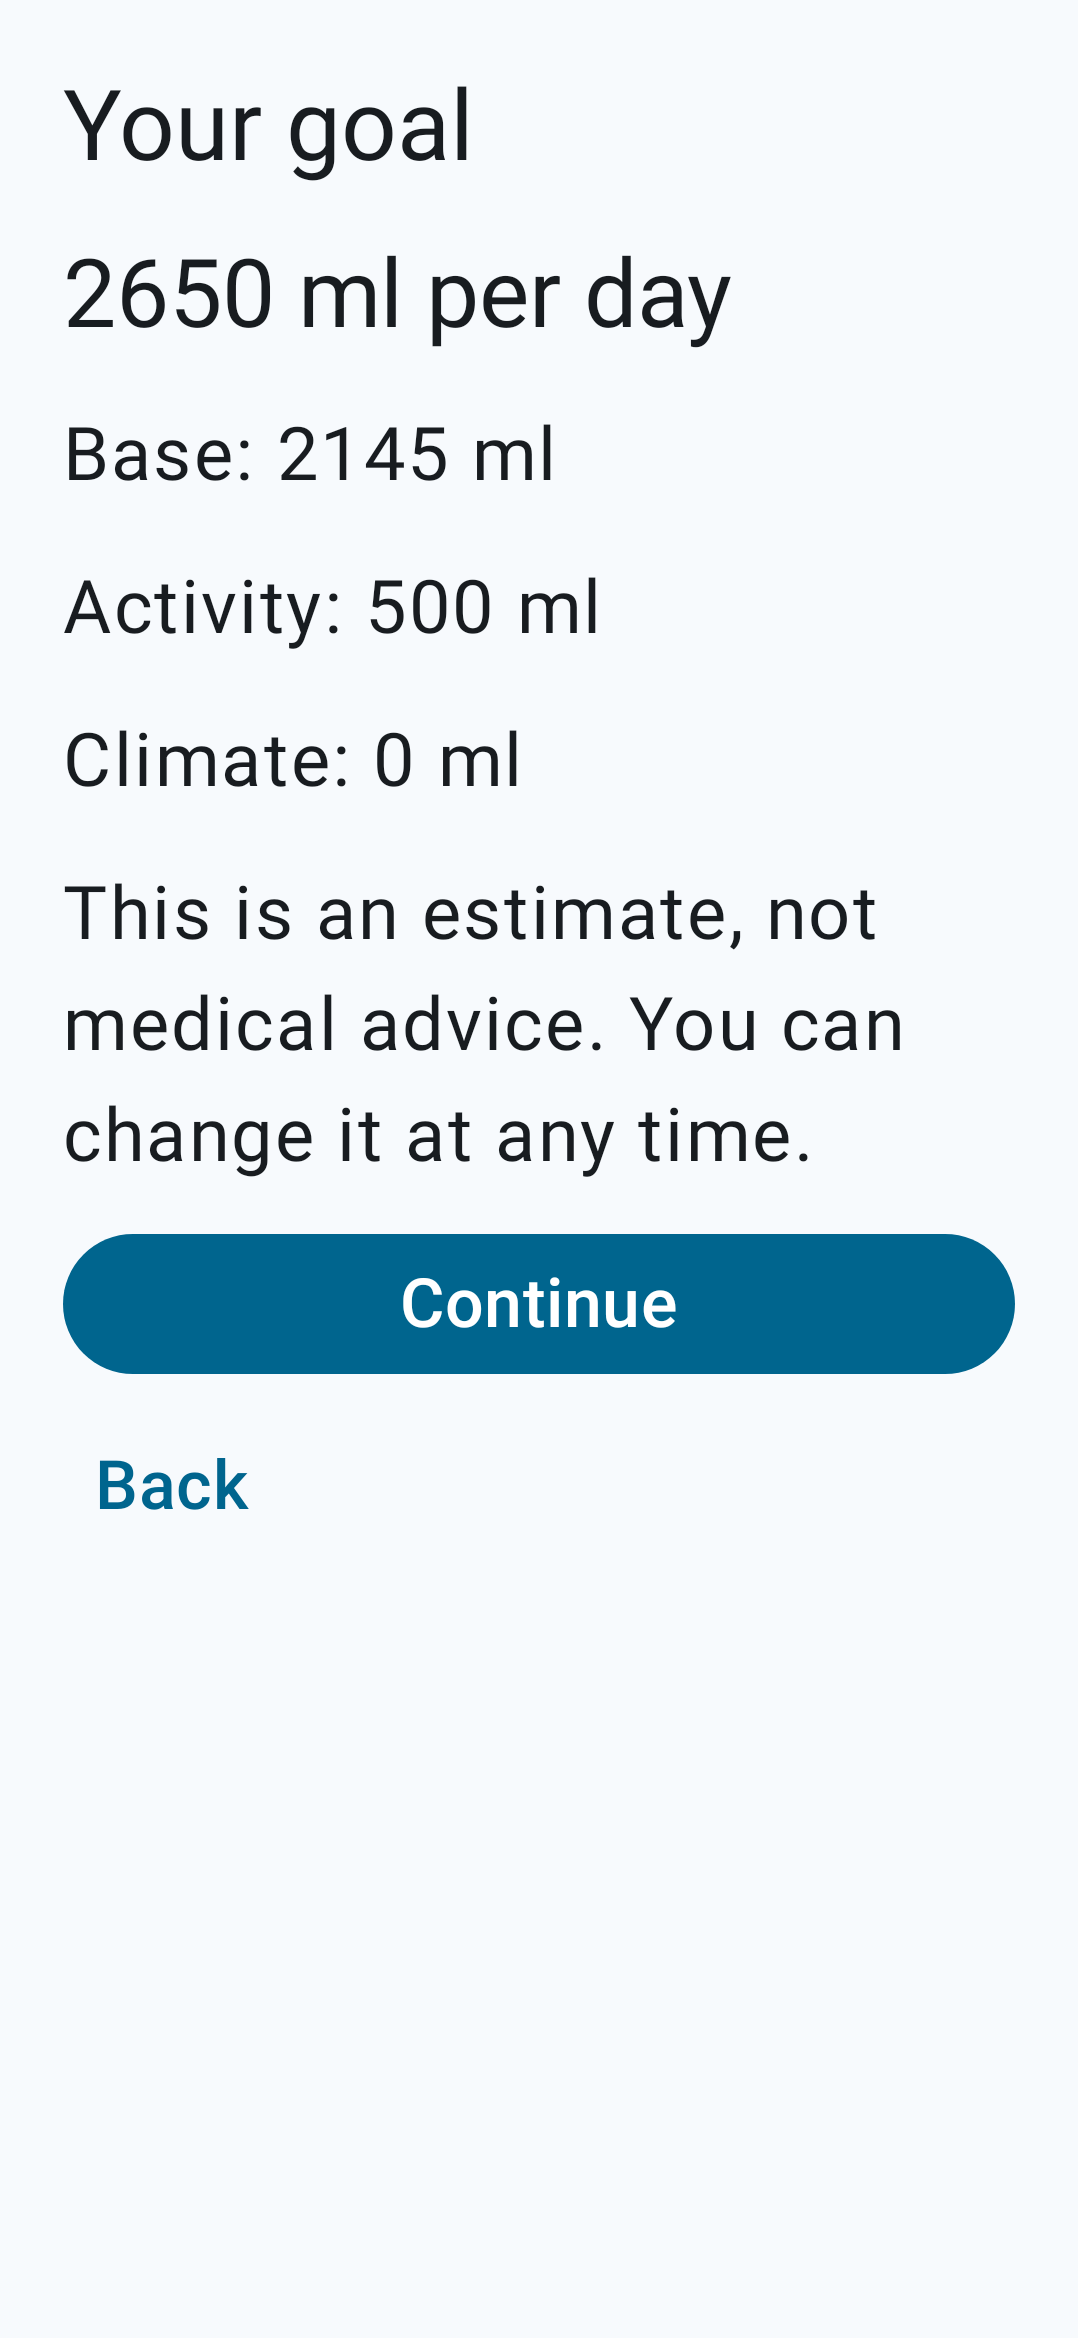 Your goal
2650 ml per day
Base: 2145 ml
Activity: 500 ml
Climate: 0 ml
This is an estimate, not
medical advice. You can
change it at any time.
Continue
Back